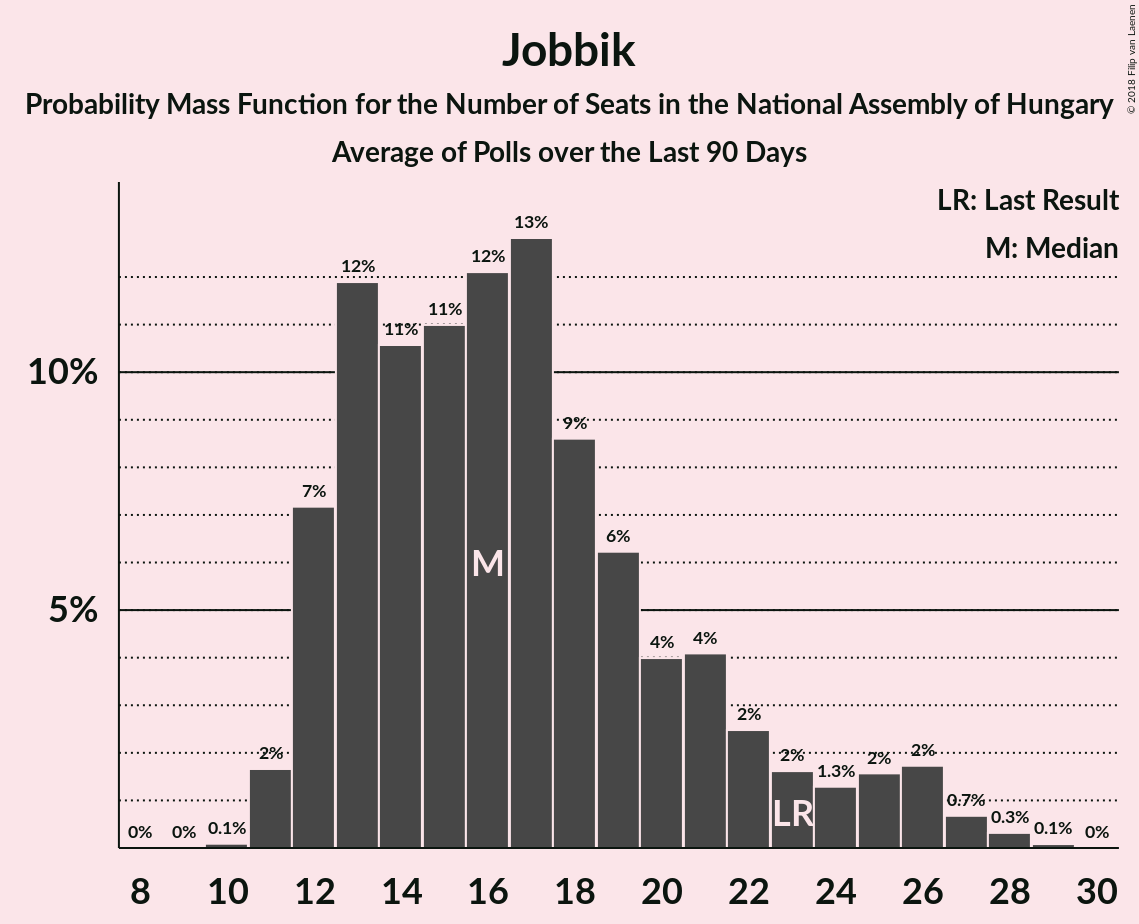 Jobbik
Probability Mass Function for the Number of Seats in the National Assembly of Hungary
Average of Polls over the Last 90 Days
© 2018 Filip van Laenen
LR: Last Result
M: Median
10%
5%
0%
0%
0.1%
2%
7%
12%
11%
11%
12%
13%
9%
6%
4%
4%
2%
2%
1.3%
2%
2%
0.7%
0.3%
0.1%
0%
M
LR
8 10 12 14 16 18 20 22 24 26 28 30